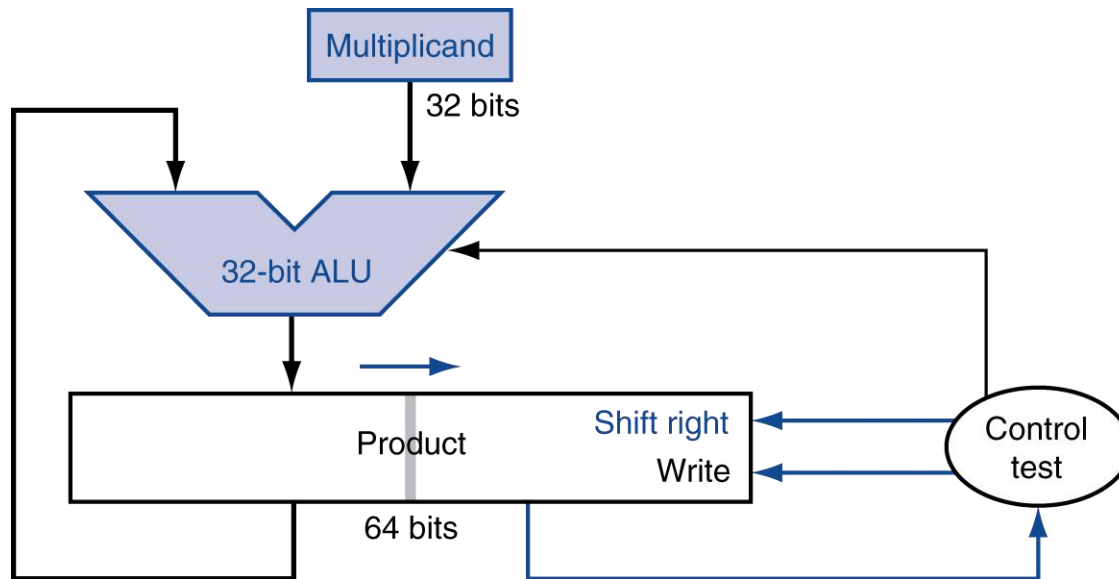 Multiplicand
32 bits
32-bit ALU
Shift right
Product
Write
Control
test
64 bits